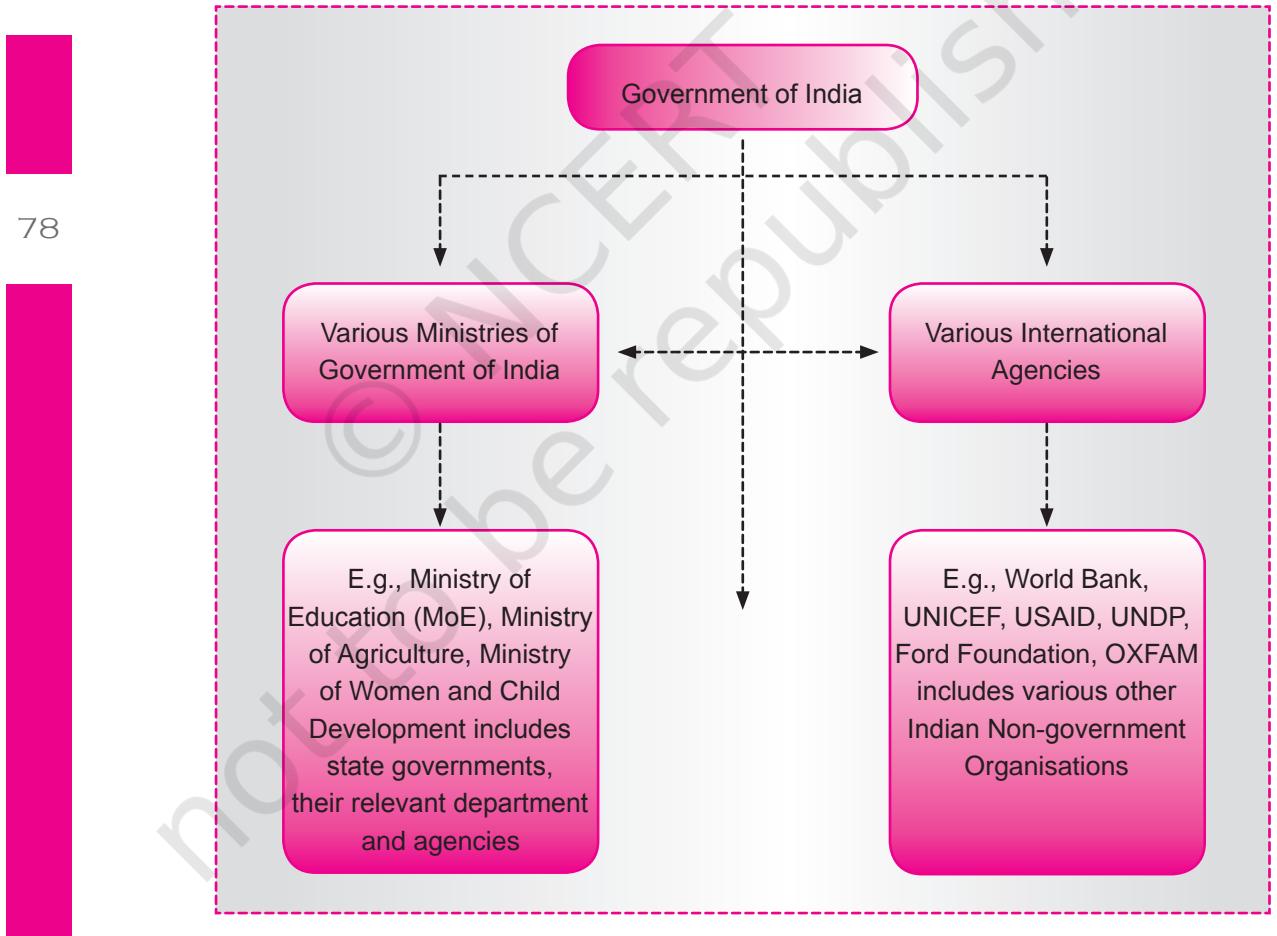 Government of India
78
Various Ministries of
Government of India
Various International
Agencies
E.g., Ministry of
Education (MoE), Ministry
of Agriculture, Ministry
of Women and Child
Development includes
state governments,
their relevant department
and agencies
E.g., World Bank,
UNICEF, USAID, UNDP,
Ford Foundation, OXFAM
includes various other
Indian Non-government
Organisations
© NCERT
not to be republish